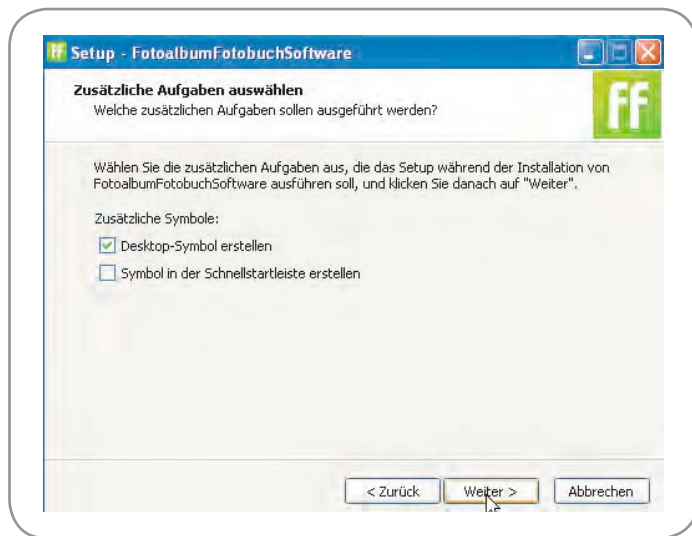 ff Setup - FotoalbumFotobuchSoftware
Zusätzliche Aufgaben auswählen
Welche zusätzlichen Aufgaben sollen ausgeführt werden?
ff
Wählen Sie die zusätzlichen Aufgaben aus, die das Setup während der Installation von
FotoalbumFotobuchSoftware ausführen soll, und klicken Sie danach auf "Weiter".
Zusätzliche Symbole:
Desktop-Symbol erstellen
Symbol in der Schnellstartleiste erstellen
< Zurück Weiter > Abbrechen